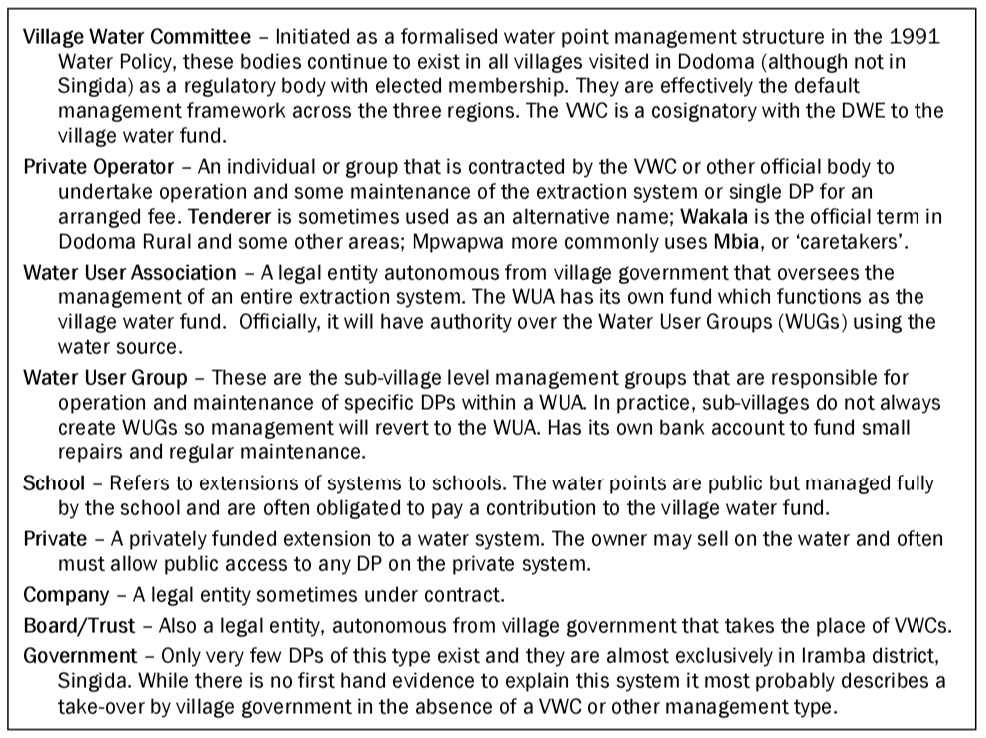 Village Water Committee – Initiated as a formalised water point management structure in the 1991
Water Policy, these bodies continue to exist in all villages visited in Dodoma (although not in
Singida) as a regulatory body with elected membership. They are effectively the default
management framework across the three regions. The VWC is a cosignatory with the DWE to the
village water fund.
Private Operator – An individual or group that is contracted by the VWC or other official body to
undertake operation and some maintenance of the extraction system or single DP for an
arranged fee. Tenderer is sometimes used as an alternative name; Wakala is the official term in
Dodoma Rural and some other areas; Mpwapwa more commonly uses Mbia, or ‘caretakers’.
Water User Association – A legal entity autonomous from village government that oversees the
management of an entire extraction system. The WUA has its own fund which functions as the
village water fund. Officially, it will have authority over the Water User Groups (WUGs) using the
water source.
Water User Group – These are the sub-village level management groups that are responsible for
operation and maintenance of specific DPs within a WUA. In practice, sub-villages do not always
create WUGs so management will revert to the WUA. Has its own bank account to fund small
repairs and regular maintenance.
School – Refers to extensions of systems to schools. The water points are public but managed fully
by the school and are often obligated to pay a contribution to the village water fund.
Private – A privately funded extension to a water system. The owner may sell on the water and often
must allow public access to any DP on the private system.
Company – A legal entity sometimes under contract.
Board/Trust – Also a legal entity, autonomous from village government that takes the place of VWCs.
Government – Only very few DPs of this type exist and they are almost exclusively in Iramba district,
Singida. While there is no first hand evidence to explain this system it most probably describes a
take-over by village government in the absence of a VWC or other management type.